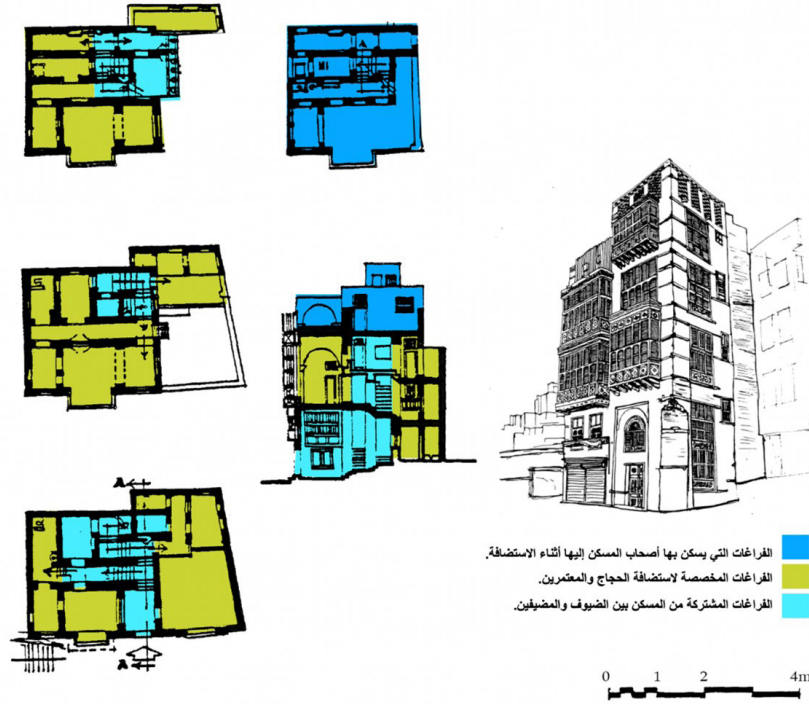 الفراغات التي يسكن بها أصحاب المسكن إليها أثناء الاستضافة.
الفراغات المخصصة لاستضافة الحجاج والمعتمرين.
الفراغات المشتركة من المسكن بين الضيوف والمضيفين.
A
A
0 1 2 4m